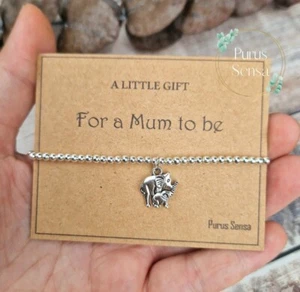 Purus
Sensa
A LITTLE GIFT
For a Mum to be
Purus Sensa